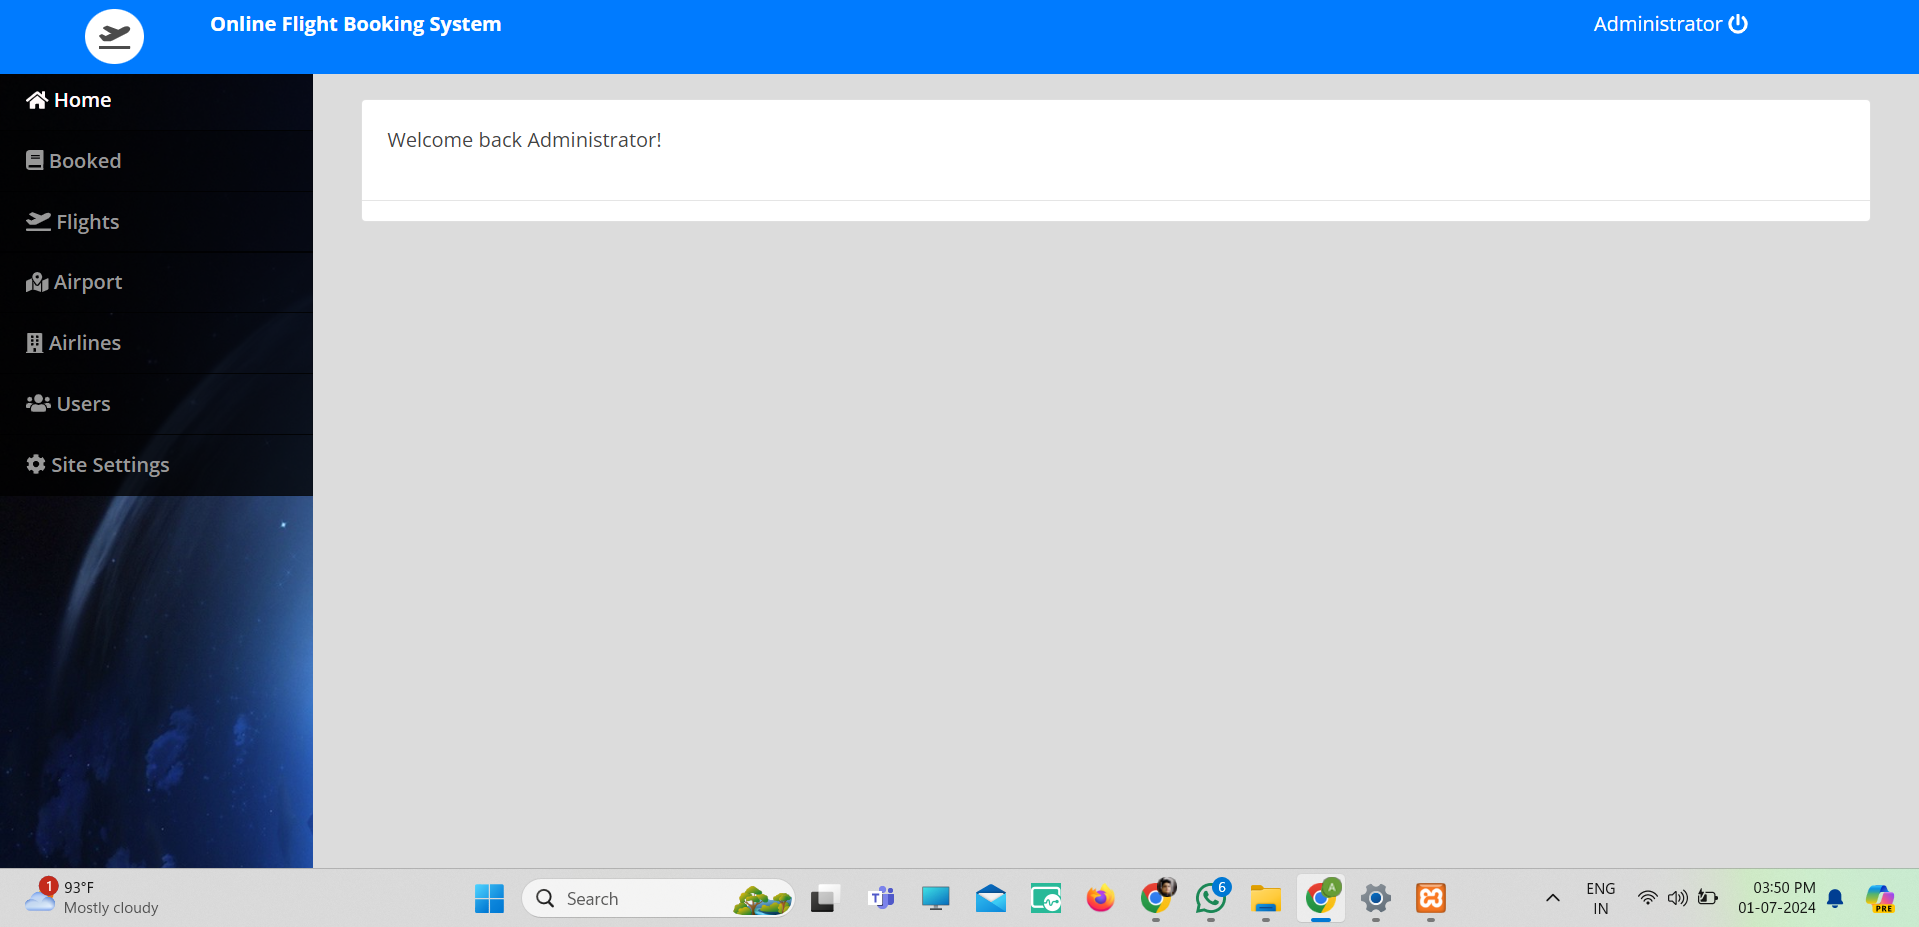 Online Flight Booking System
Administrator
Home
Booked
Flights
Airport
Airlines
Users
Site Settings
Welcome back Administrator!
1
93°F
Mostly cloudy
Search
T
A
6
ENG
IN
03:50 PM
01-07-2024
PRE